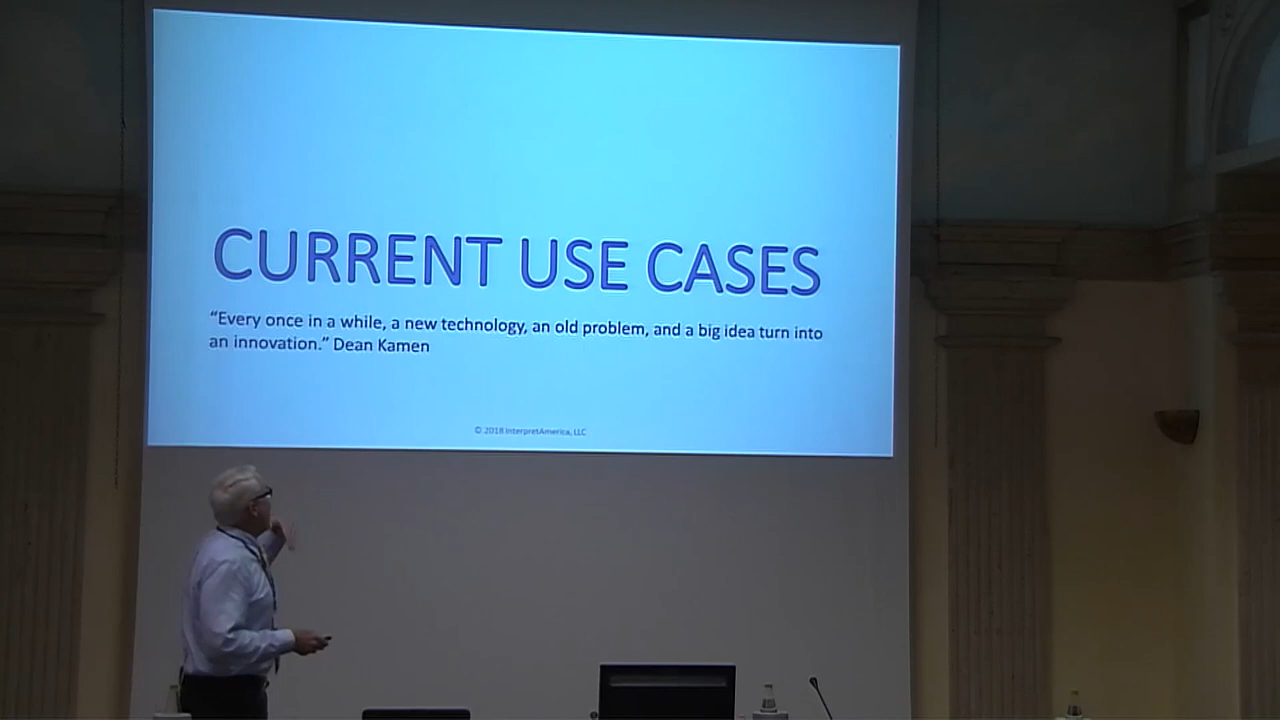 CURRENT USE CASES
“Every once in a while, a new technology, an old problem, and a big idea turn into
an innovation.” Dean Kamen
© 2018 InterpretAmerica, LLC